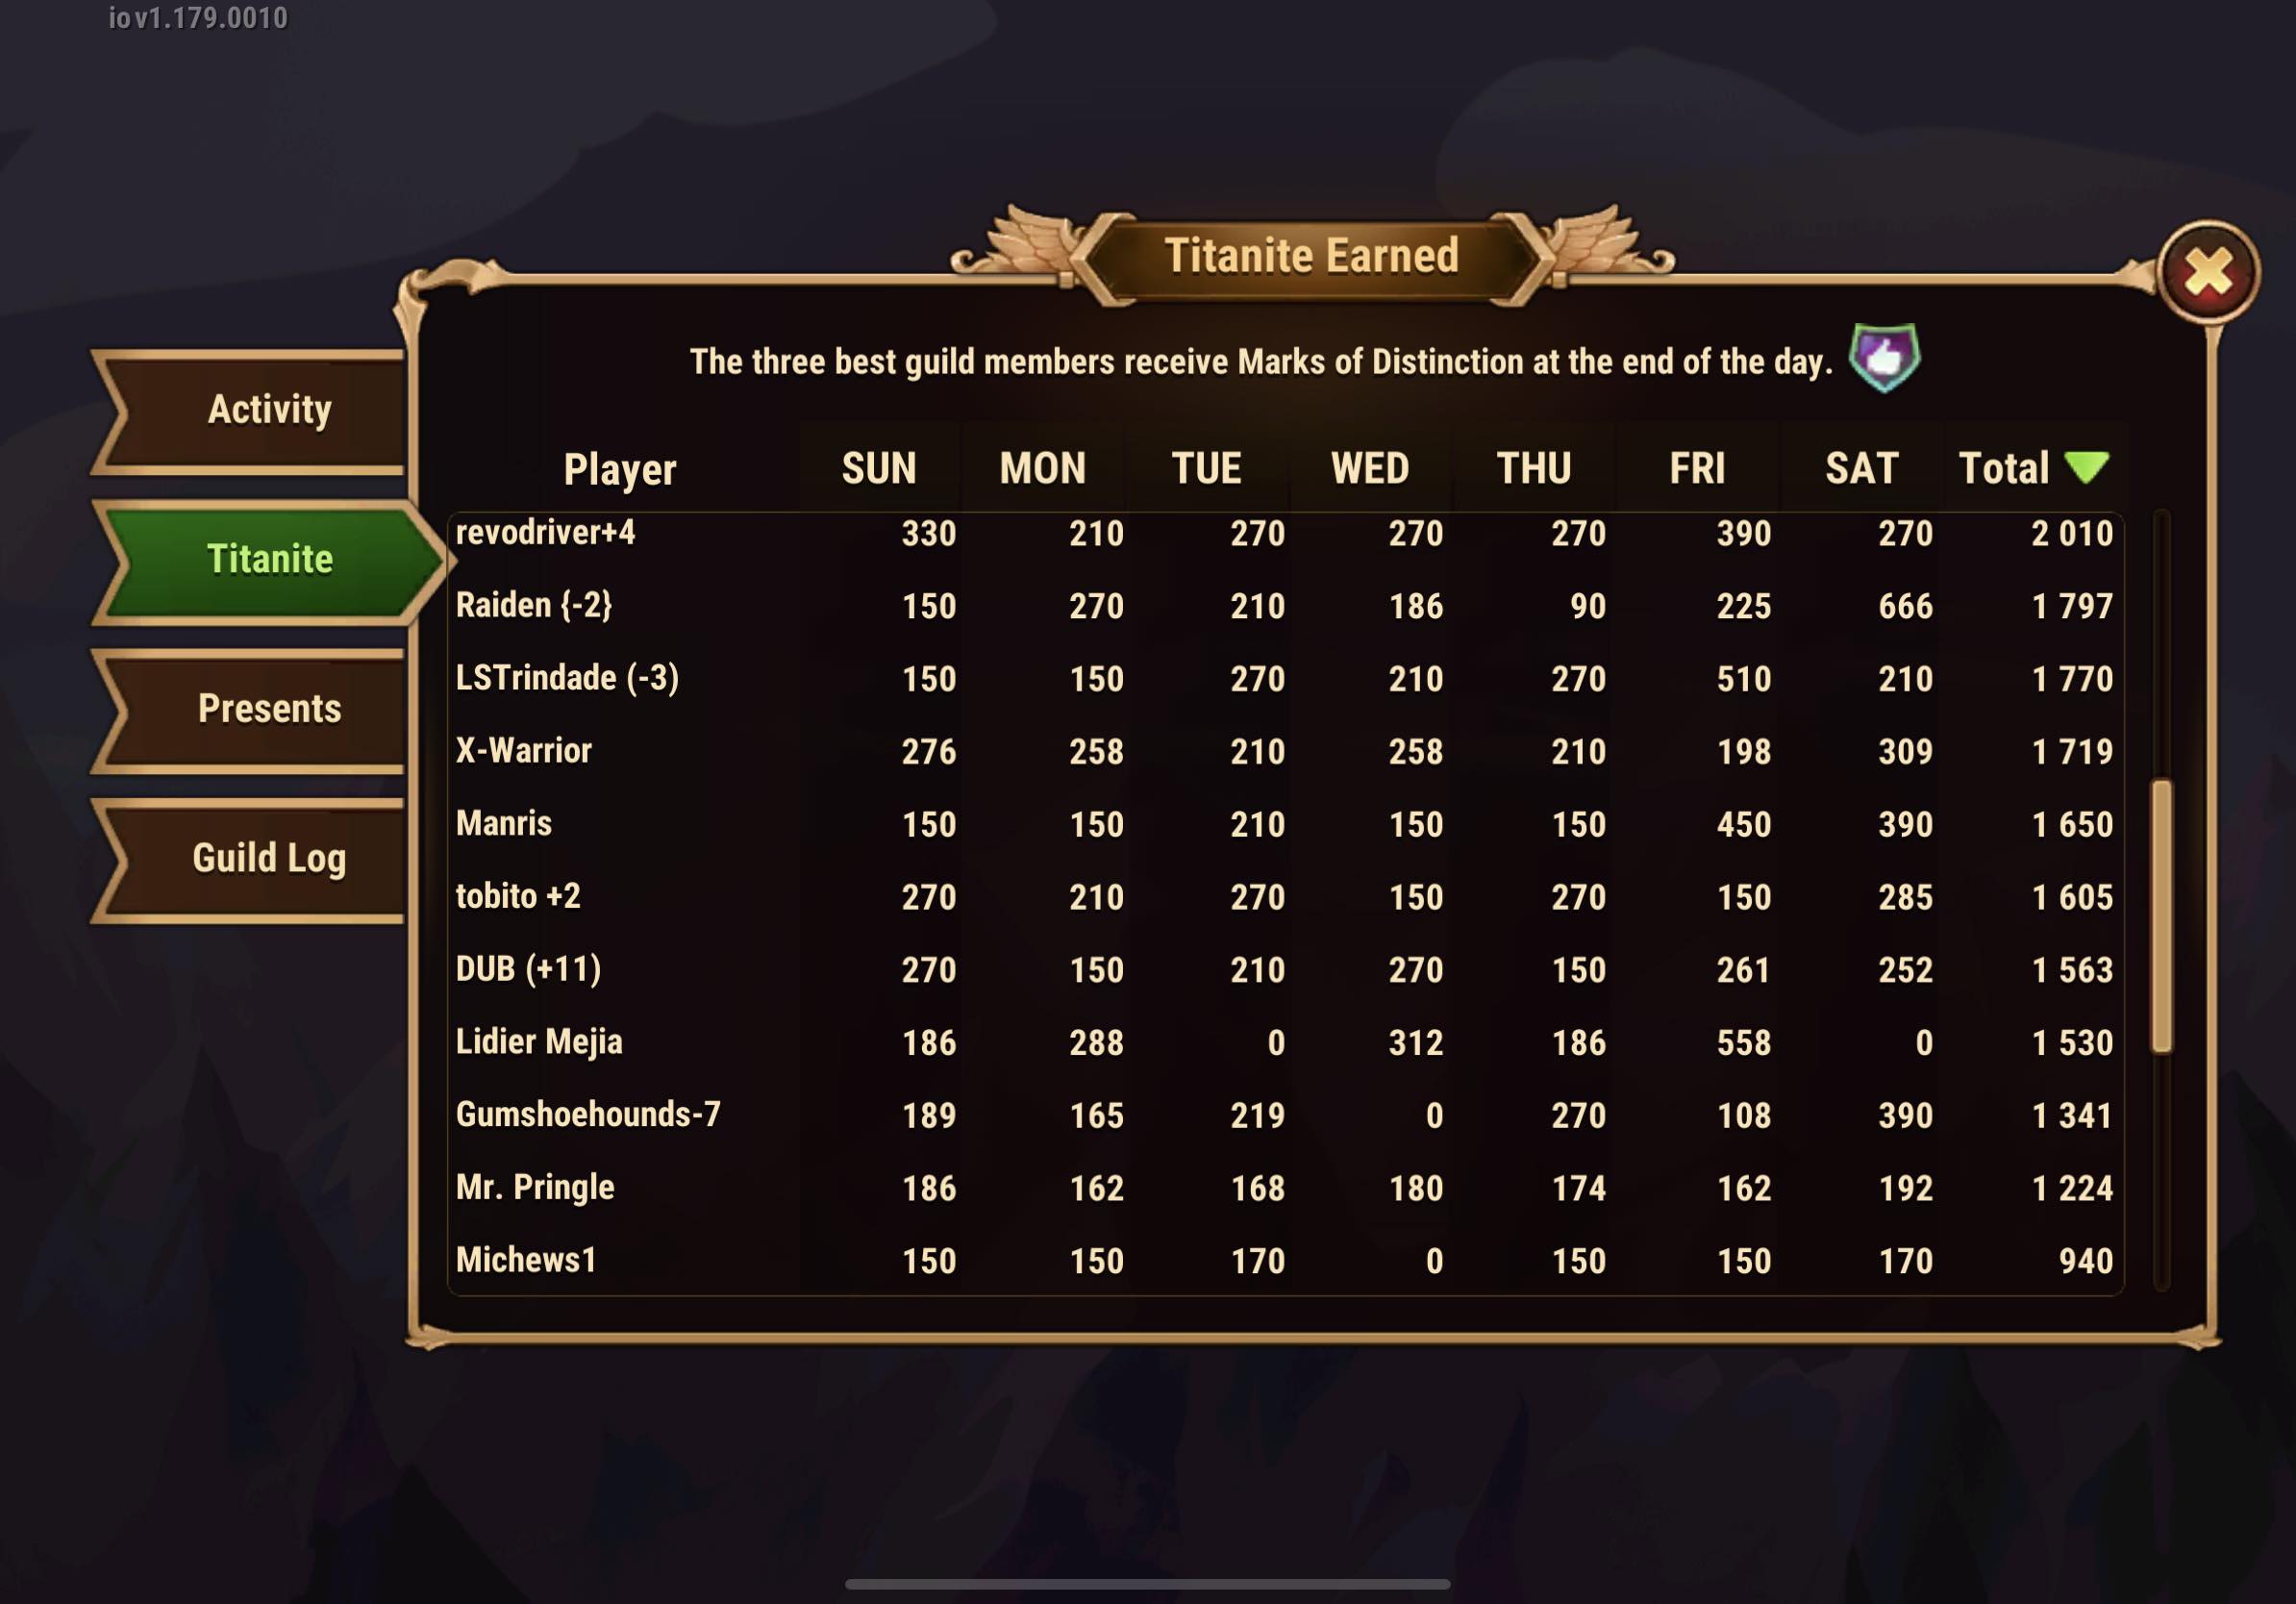 iov1.179.0010
Titanite Earned
The three best guild members receive Marks of Distinction at the end of the day.
Activity
Titanite
Presents
Guild Log
Player SUN MON TUE WED THU FRI SAT Total
revodriver+4 330 210 270 270 270 390 270 2 010
Raiden {-2} 150 270 210 186 90 225 666 1 797
LSTrindade (-3) 150 150 270 210 270 510 210 1 770
X-Warrior 276 258 210 258 210 198 309 1 719
Manris 150 150 210 150 150 450 390 1 650
tobito +2 270 210 270 150 270 150 285 1 605
DUB (+11) 270 150 210 270 150 261 252 1 563
Lidier Mejia 186 288 0 312 186 558 0 1 530
Gumshoehounds-7 189 165 219 0 270 108 390 1 341
Mr. Pringle 186 162 168 180 174 162 192 1 224
Michews1 150 150 170 0 150 150 170 940